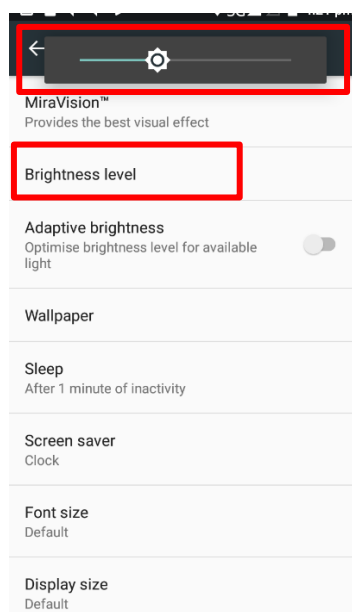 MiraVision™
Provides the best visual effect
Brightness level
Adaptive brightness
Optimise brightness level for available
light
Wallpaper
Sleep
After 1 minute of inactivity
Screen saver
Clock
Font size
Default
Display size
Default